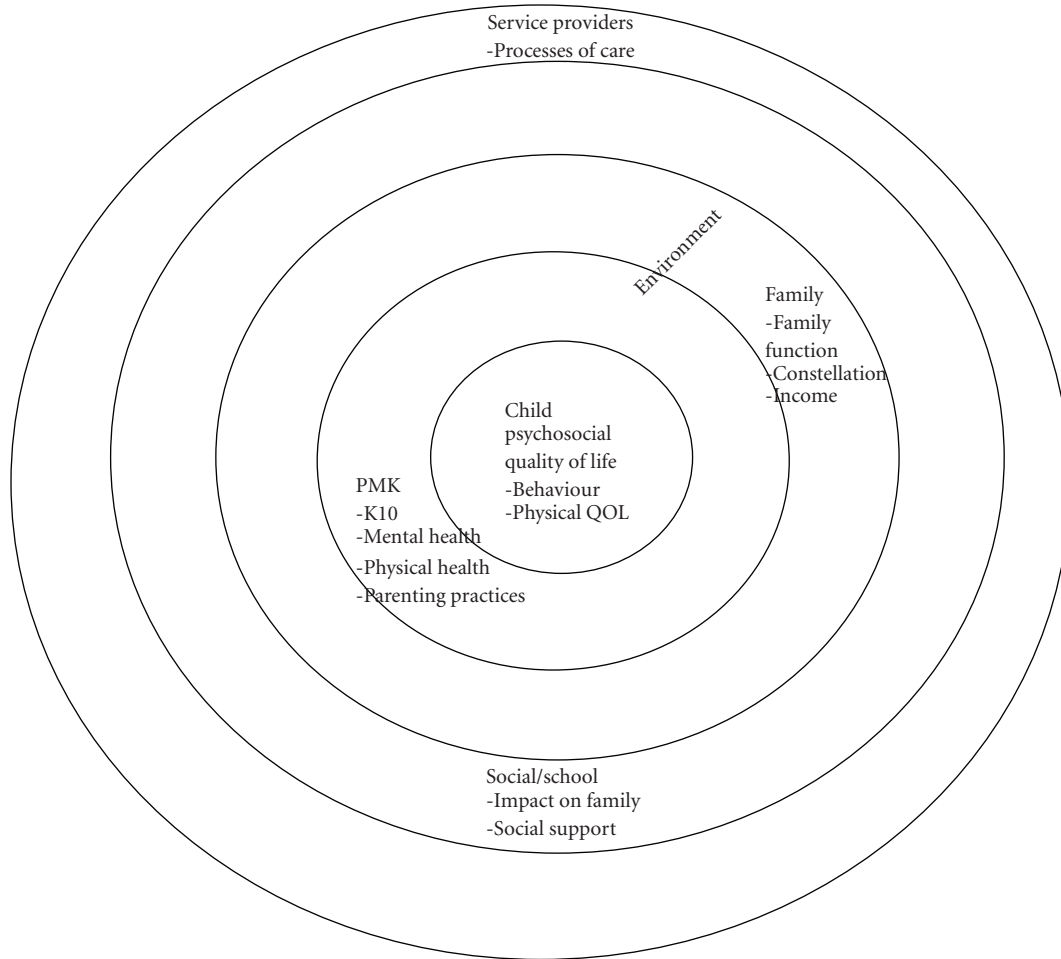 Service providers
-Processes of care
Environment
Family
-Family
function
-Constellation
-Income
Child
psychosocial
quality of life
-Behaviour
-Physical QOL
PMK
-K10
-Mental health
-Physical health
-Parenting practices
Social/school
-Impact on family
-Social support